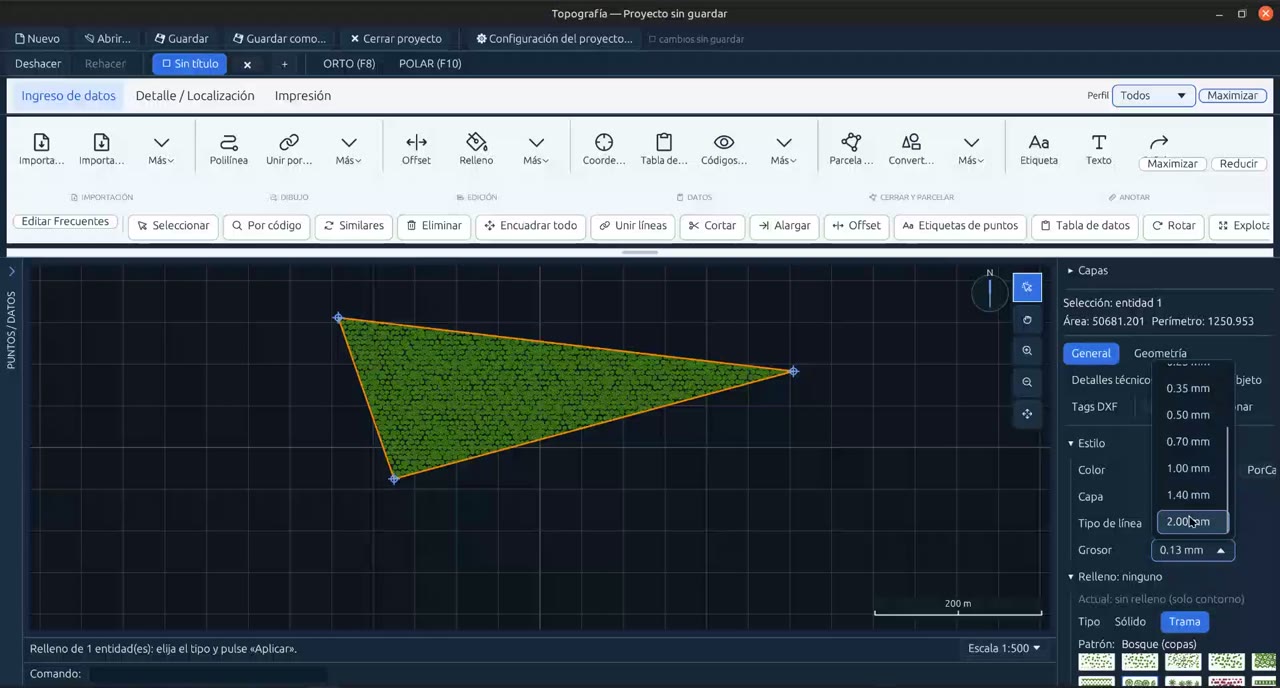 Topografía — Proyecto sin guardar
Nuevo Abrir... Guardar Guardar como... Cerrar proyecto Configuración del proyecto... cambios sin guardar
Deshacer Rehacer Sin título + ORTO (F8) POLAR (F10)
Ingreso de datos Detalle / Localización Impresión Perfil Todos Maximizar
Importa... Importa... Más Polilínea Unir por... Más Offset Relleno Más Coorde... Tabla de... Códigos... Más Parcela ... Convert... Más Etiqueta Texto
Maximizar Reducir
IMPORTACIÓN DIBUJO EDICIÓN DATOS CERRAR Y PARCELAR ANOTAR
Editar Frecuentes Seleccionar Por código Similares Eliminar Encuadrar todo Unir líneas Cortar Alargar Offset Aa Etiquetas de puntos Tabla de datos Rotar Explota
PUNTOS / DATOS
N
200 m
Capas
Selección: entidad 1
Área: 50681.201 Perímetro: 1250.953
General Geometría
Detalles técnico bjeto
Tags DXF onar
0.35 mm
0.50 mm
0.70 mm
1.00 mm
1.40 mm
2.00 mm
Estilo
Color PorCa
Capa
Tipo de línea
Grosor 0.13 mm
Relleno: ninguno
Actual: sin relleno (solo contorno)
Tipo Sólido Trama
Patrón: Bosque (copas)
Relleno de 1 entidad(es): elija el tipo y pulse «Aplicar». Escala 1:500
Comando: